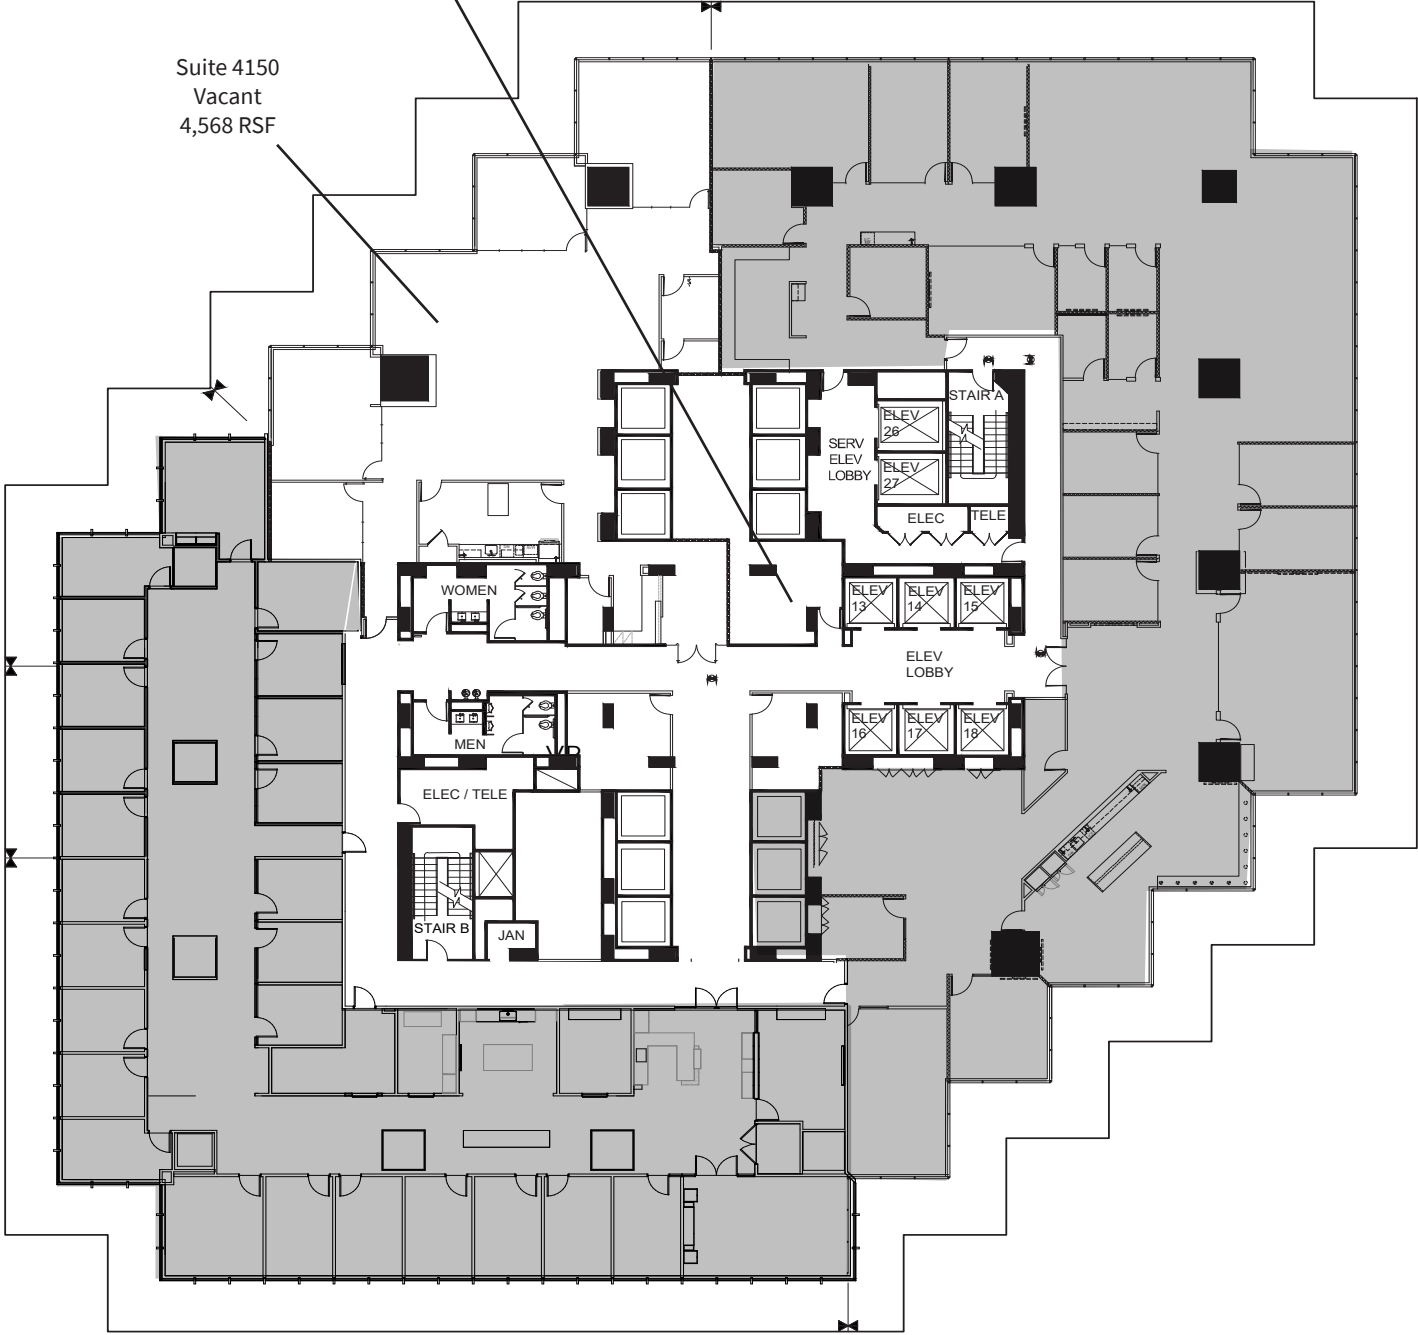 Suite 4150
Vacant
4,568 RSF
STAIR A
ELEV
26
SERV
ELEV
LOBBY
ELEV
27
ELEC
TELE
WOMEN
ELEV
13
ELEV
14
ELEV
15
ELEV
LOBBY
ELEV
16
ELEV
17
ELEV
18
MEN
ELEC / TELE
STAIR B
JAN